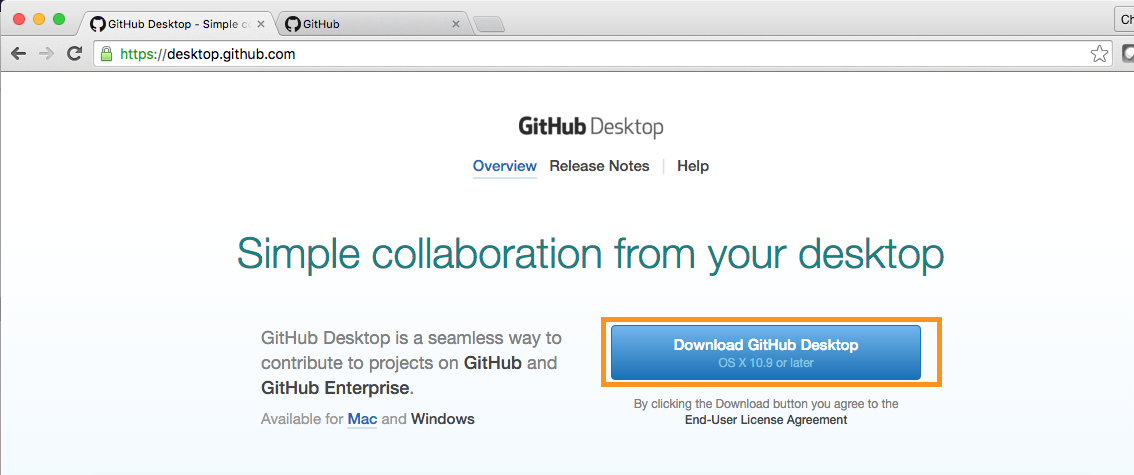 GitHub Desktop - Simple c
GitHub
Ch
https://desktop.github.com
GitHub Desktop
Overview Release Notes | Help
Simple collaboration from your desktop
GitHub Desktop is a seamless way to
contribute to projects on GitHub and
GitHub Enterprise.
Available for Mac and Windows
Download GitHub Desktop
OS X 10.9 or later
By clicking the Download button you agree to the
End-User License Agreement